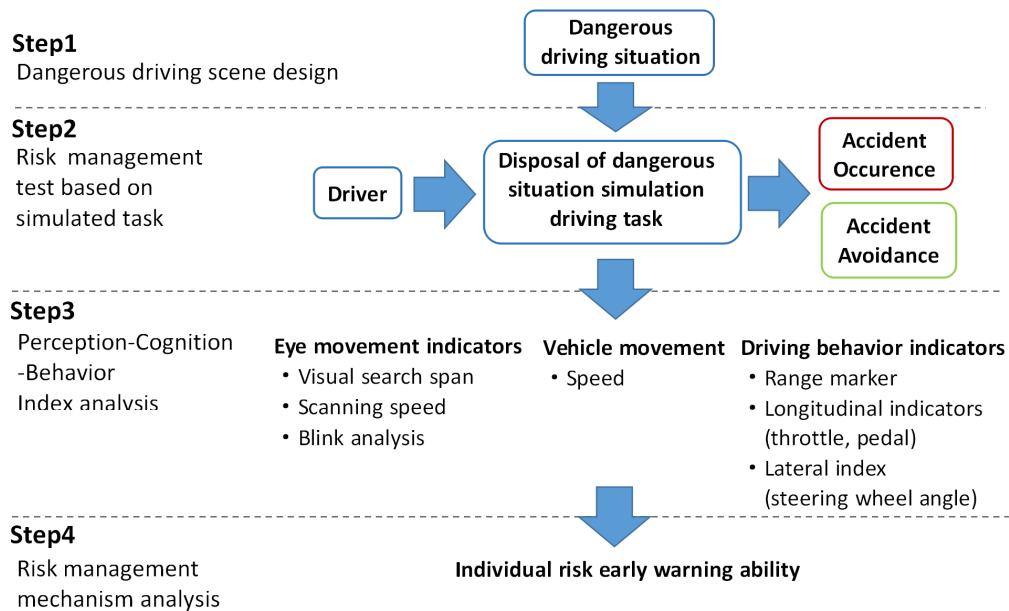 Step1
Dangerous driving scene design
Dangerous
driving situation
Step2
Risk management
test based on
simulated task
Driver
Disposal of dangerous
situation simulation
driving task
Accident
Occurence
Accident
Avoidance
Step3
Perception-Cognition
-Behavior
Index analysis
Eye movement indicators
• Visual search span
• Scanning speed
• Blink analysis
Vehicle movement
• Speed
Driving behavior indicators
• Range marker
• Longitudinal indicators
(throttle, pedal)
• Lateral index
(steering wheel angle)
Step4
Risk management
mechanism analysis
Individual risk early warning ability